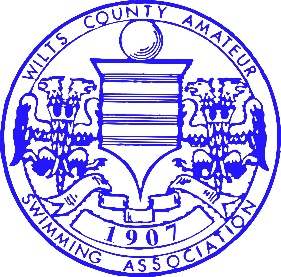 WILTS COUNTY AMATEUR
SWIMMING ASSOCIATION
1907